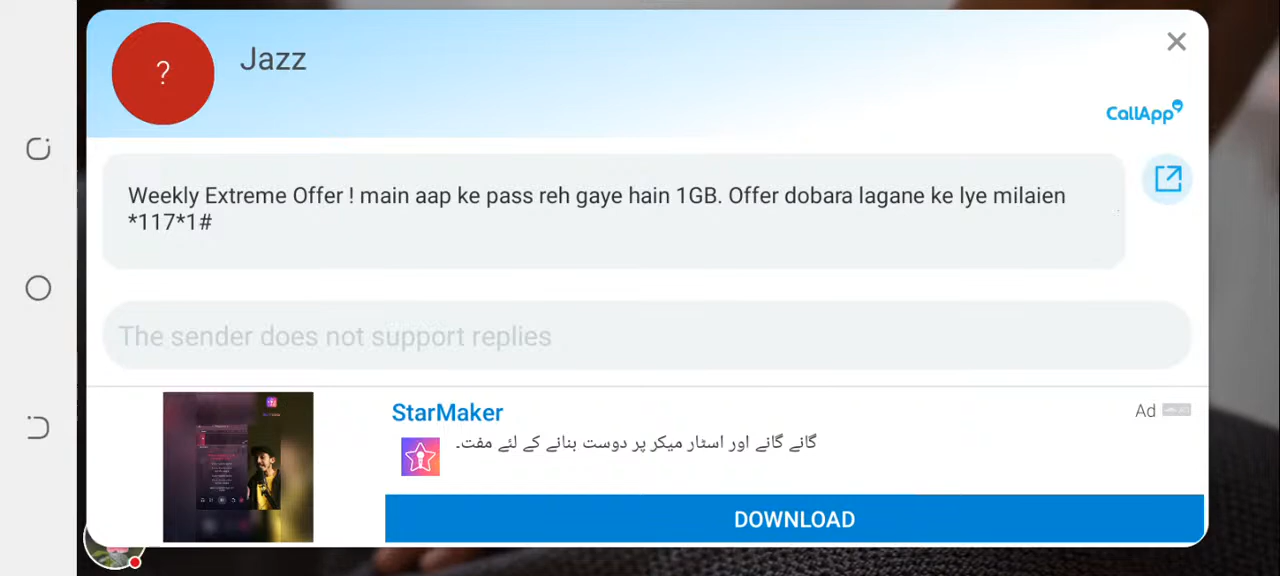 ?
Jazz
CallApp
Weekly Extreme Offer ! main aap ke pass reh gaye hain 1GB. Offer dobara lagane ke lye milaien
*117*1#
The sender does not support replies
StarMaker
Ad
گانے گانے اور اسٹار میکر پر دوست بنانے کے لئے مفت۔
DOWNLOAD